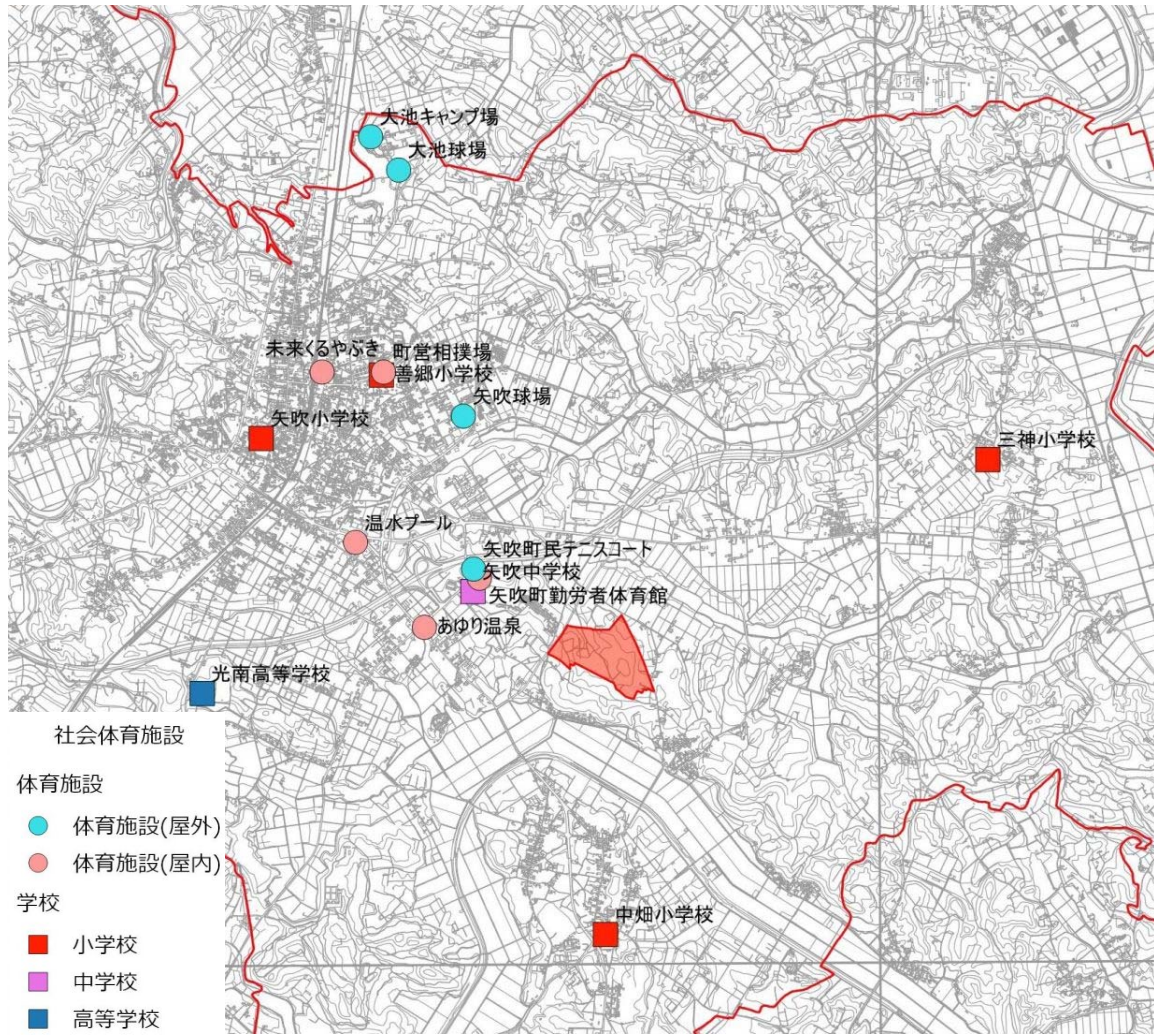 大池キャンプ場
大池球場
未来くるやぶき
町営相撲場
善郷小学校
矢吹球場
矢吹小学校
三神小学校
温水プール
矢吹町民テニスコート
矢吹中学校
矢吹町勤労者体育館
あゆり温泉
光南高等学校
中畑小学校
社会体育施設
体育施設
体育施設(屋外)
体育施設(屋内)
学校
小学校
中学校
高等学校